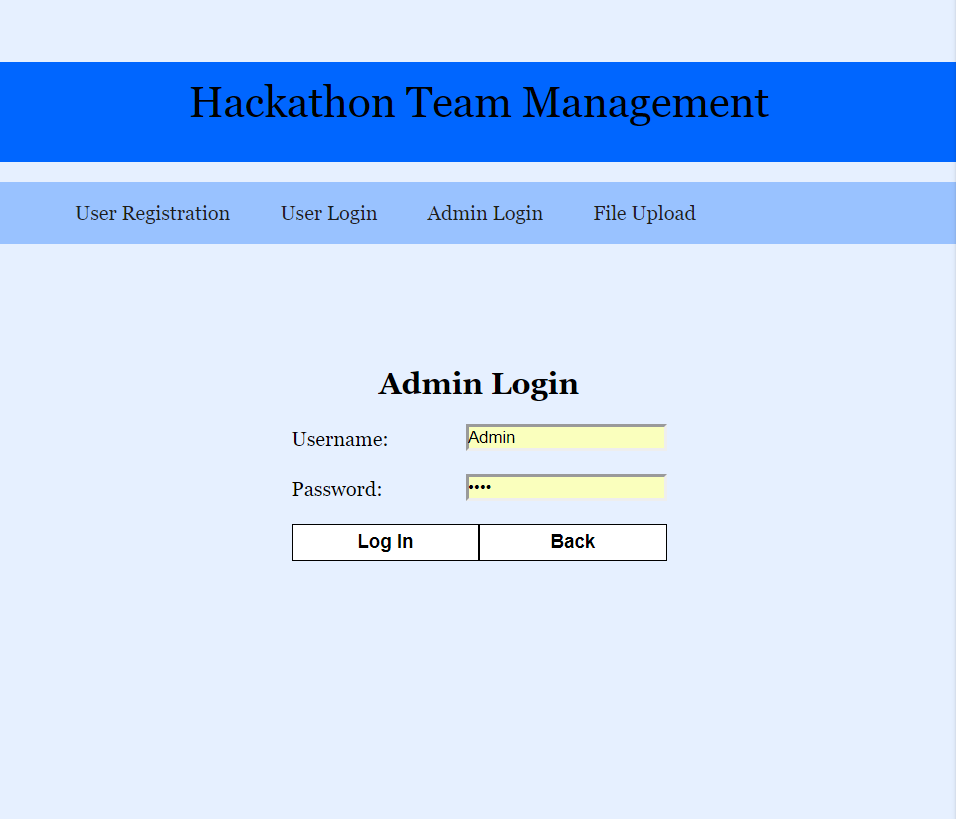 Hackathon Team Management
User Registration User Login Admin Login File Upload
Admin Login
Username: Admin
Password: ••••
Log In Back